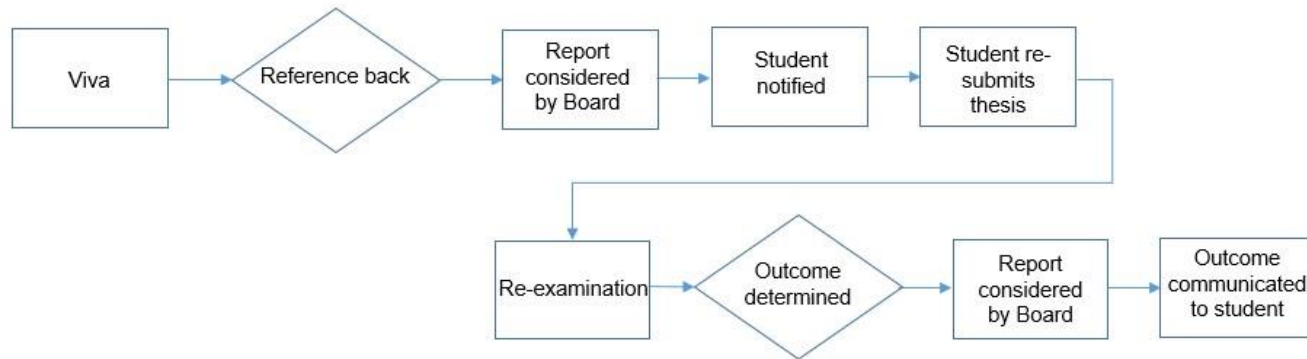 Viva
Reference back
Report
considered
by Board
Student
notified
Student re-
submits
thesis
Re-examination
Outcome
determined
Report
considered
by Board
Outcome
communicated
to student